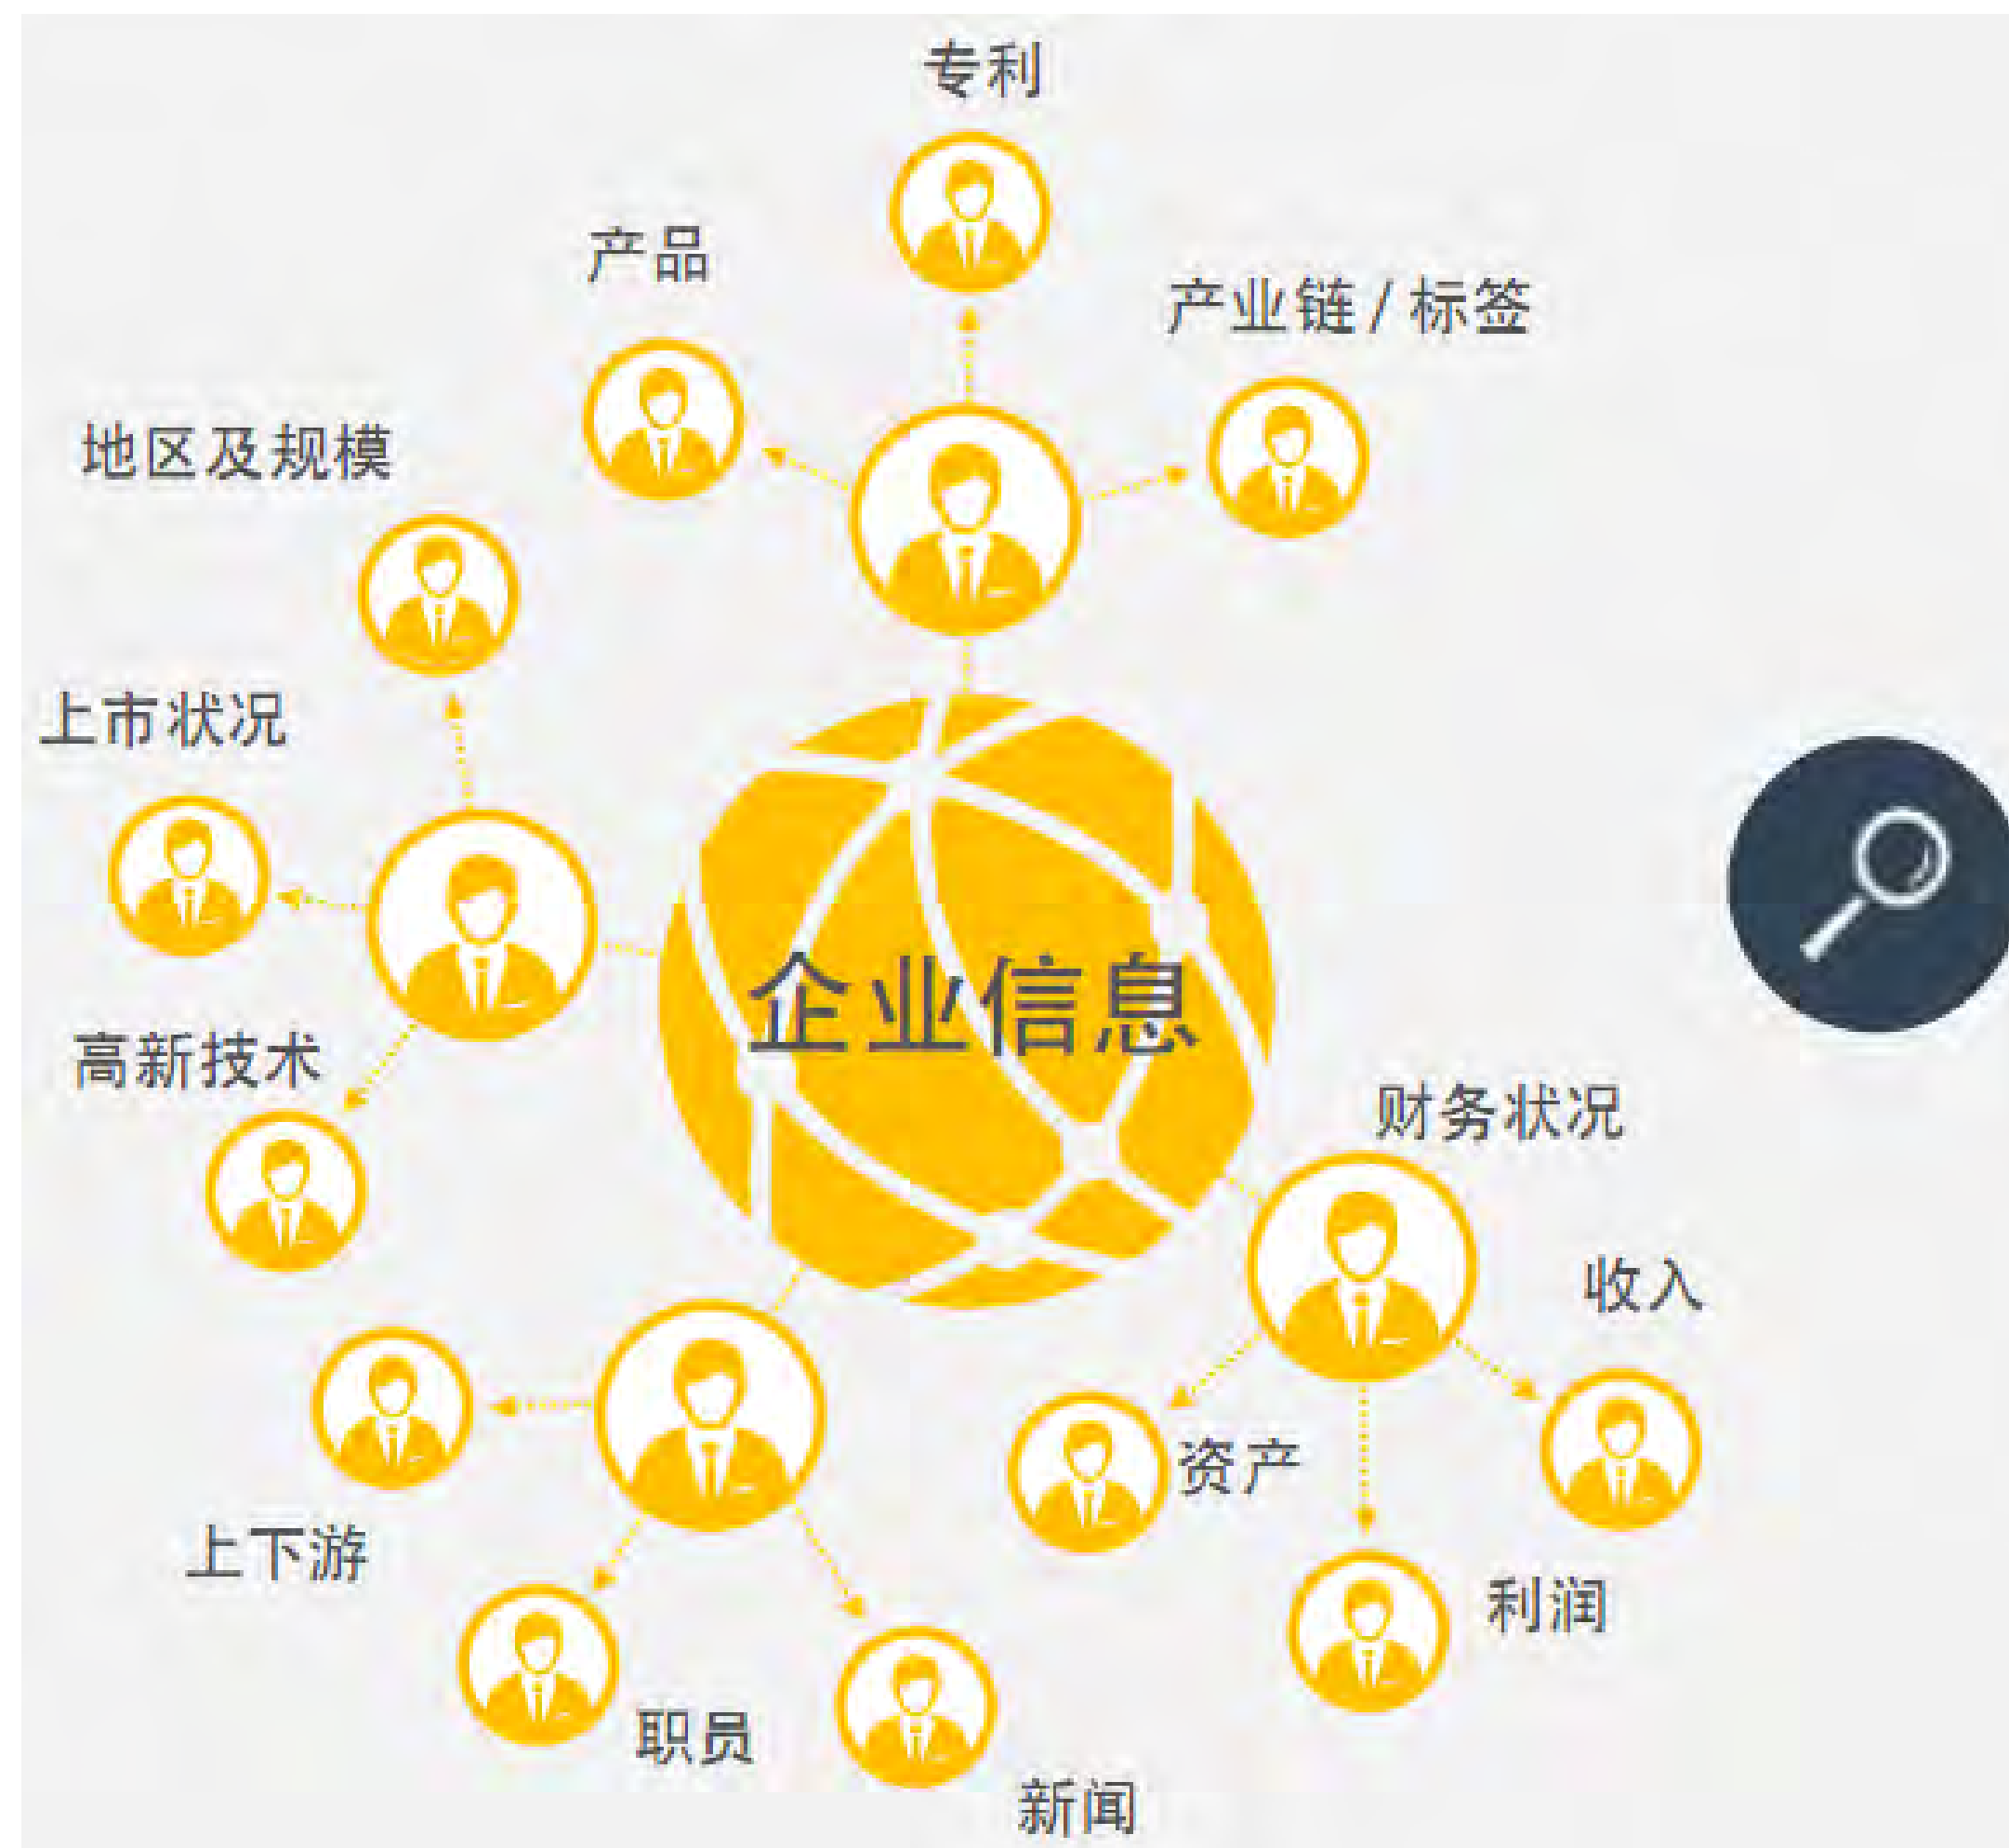 专利
产品
产业链/标签
地区及规模
上市状况
企业信息
高新技术
财务状况
收入
资产
上下游
利润
职员
新闻